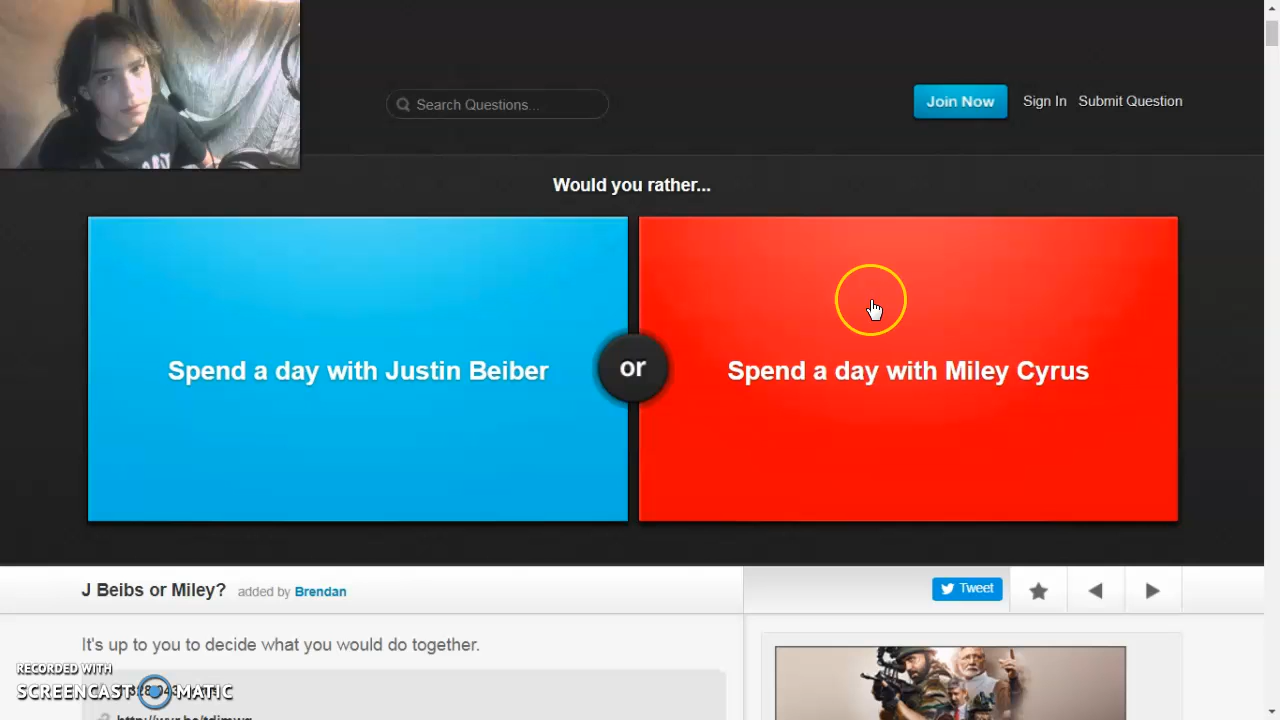 Search Questions...
Join Now Sign In Submit Question
Would you rather...
Spend a day with Justin Beiber
or
Spend a day with Miley Cyrus
J Beibs or Miley? added by Brendan
Tweet
It's up to you to decide what you would do together.
RECORDED WITH
SCREENCAST MATIC